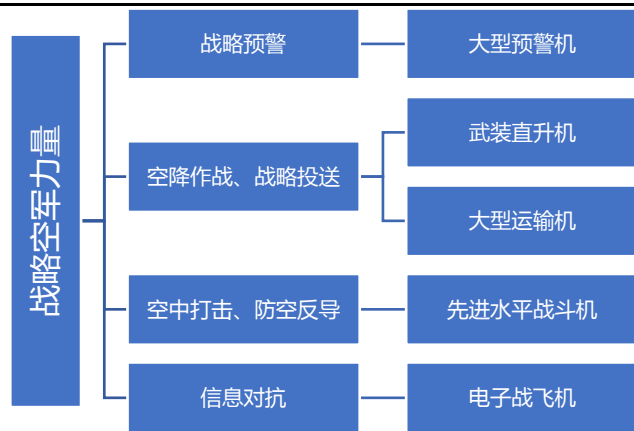 战略空军力量
战略预警
大型预警机
空降作战、战略投送
武装直升机
大型运输机
空中打击、防空反导
先进水平战斗机
信息对抗
电子战飞机